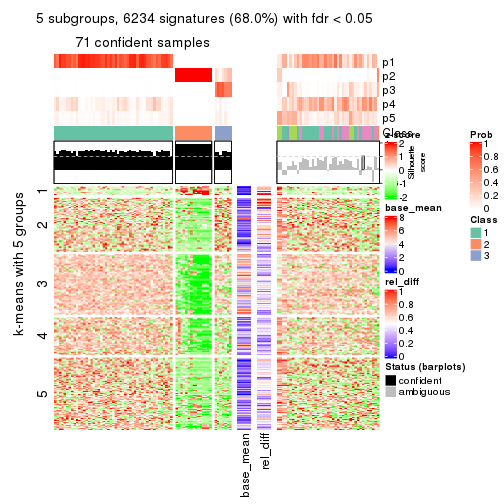 5 subgroups, 6234 signatures (68.0%) with fdr < 0.05
71 confident samples
p1
p2
p3
p4
p5
Class
z-score
2
1
0
-1
-2
Silhouette
score
base_mean
8
6
4
2
0
rel_diff
1
0.8
0.6
0.4
0.2
0
Status (barplots)
confident
ambiguous
Prob
1
0.8
0.6
0.4
0.2
0
Class
1
2
3
k-means with 5 groups
1
2
3
4
5
base_mean
rel_diff